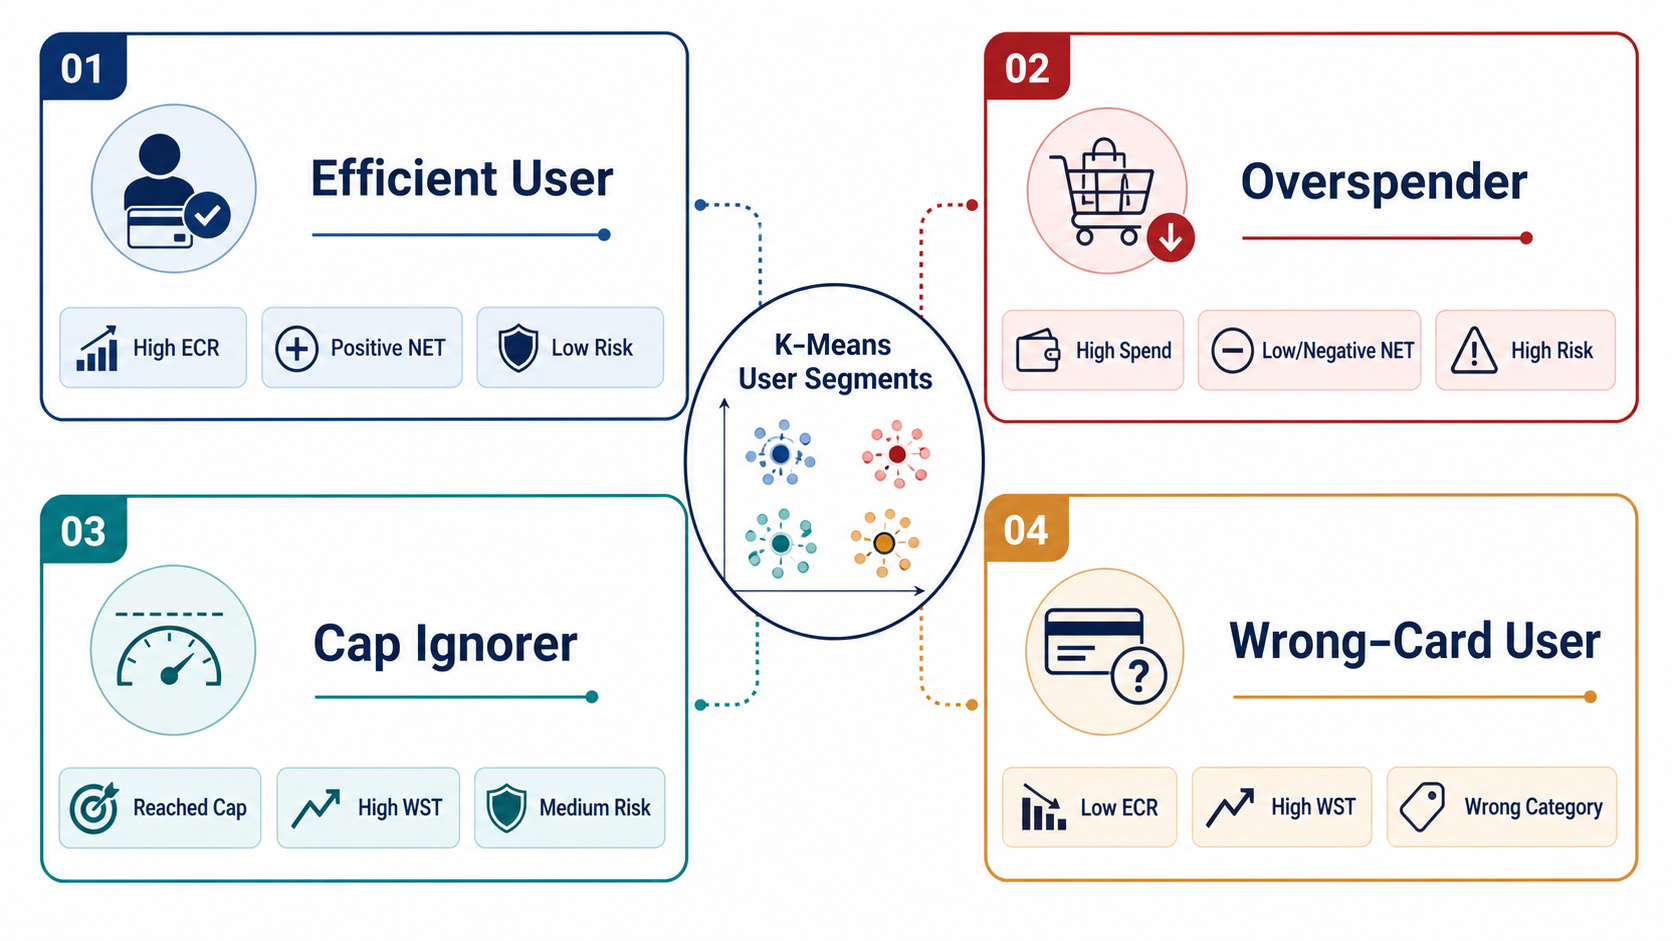 01
Efficient User
High ECR
Positive NET
Low Risk
02
Overspender
High Spend
Low/Negative NET
High Risk
K-Means
User Segments
03
Cap Ignorer
Reached Cap
High WST
Medium Risk
04
Wrong-Card User
?
Low ECR
High WST
Wrong Category